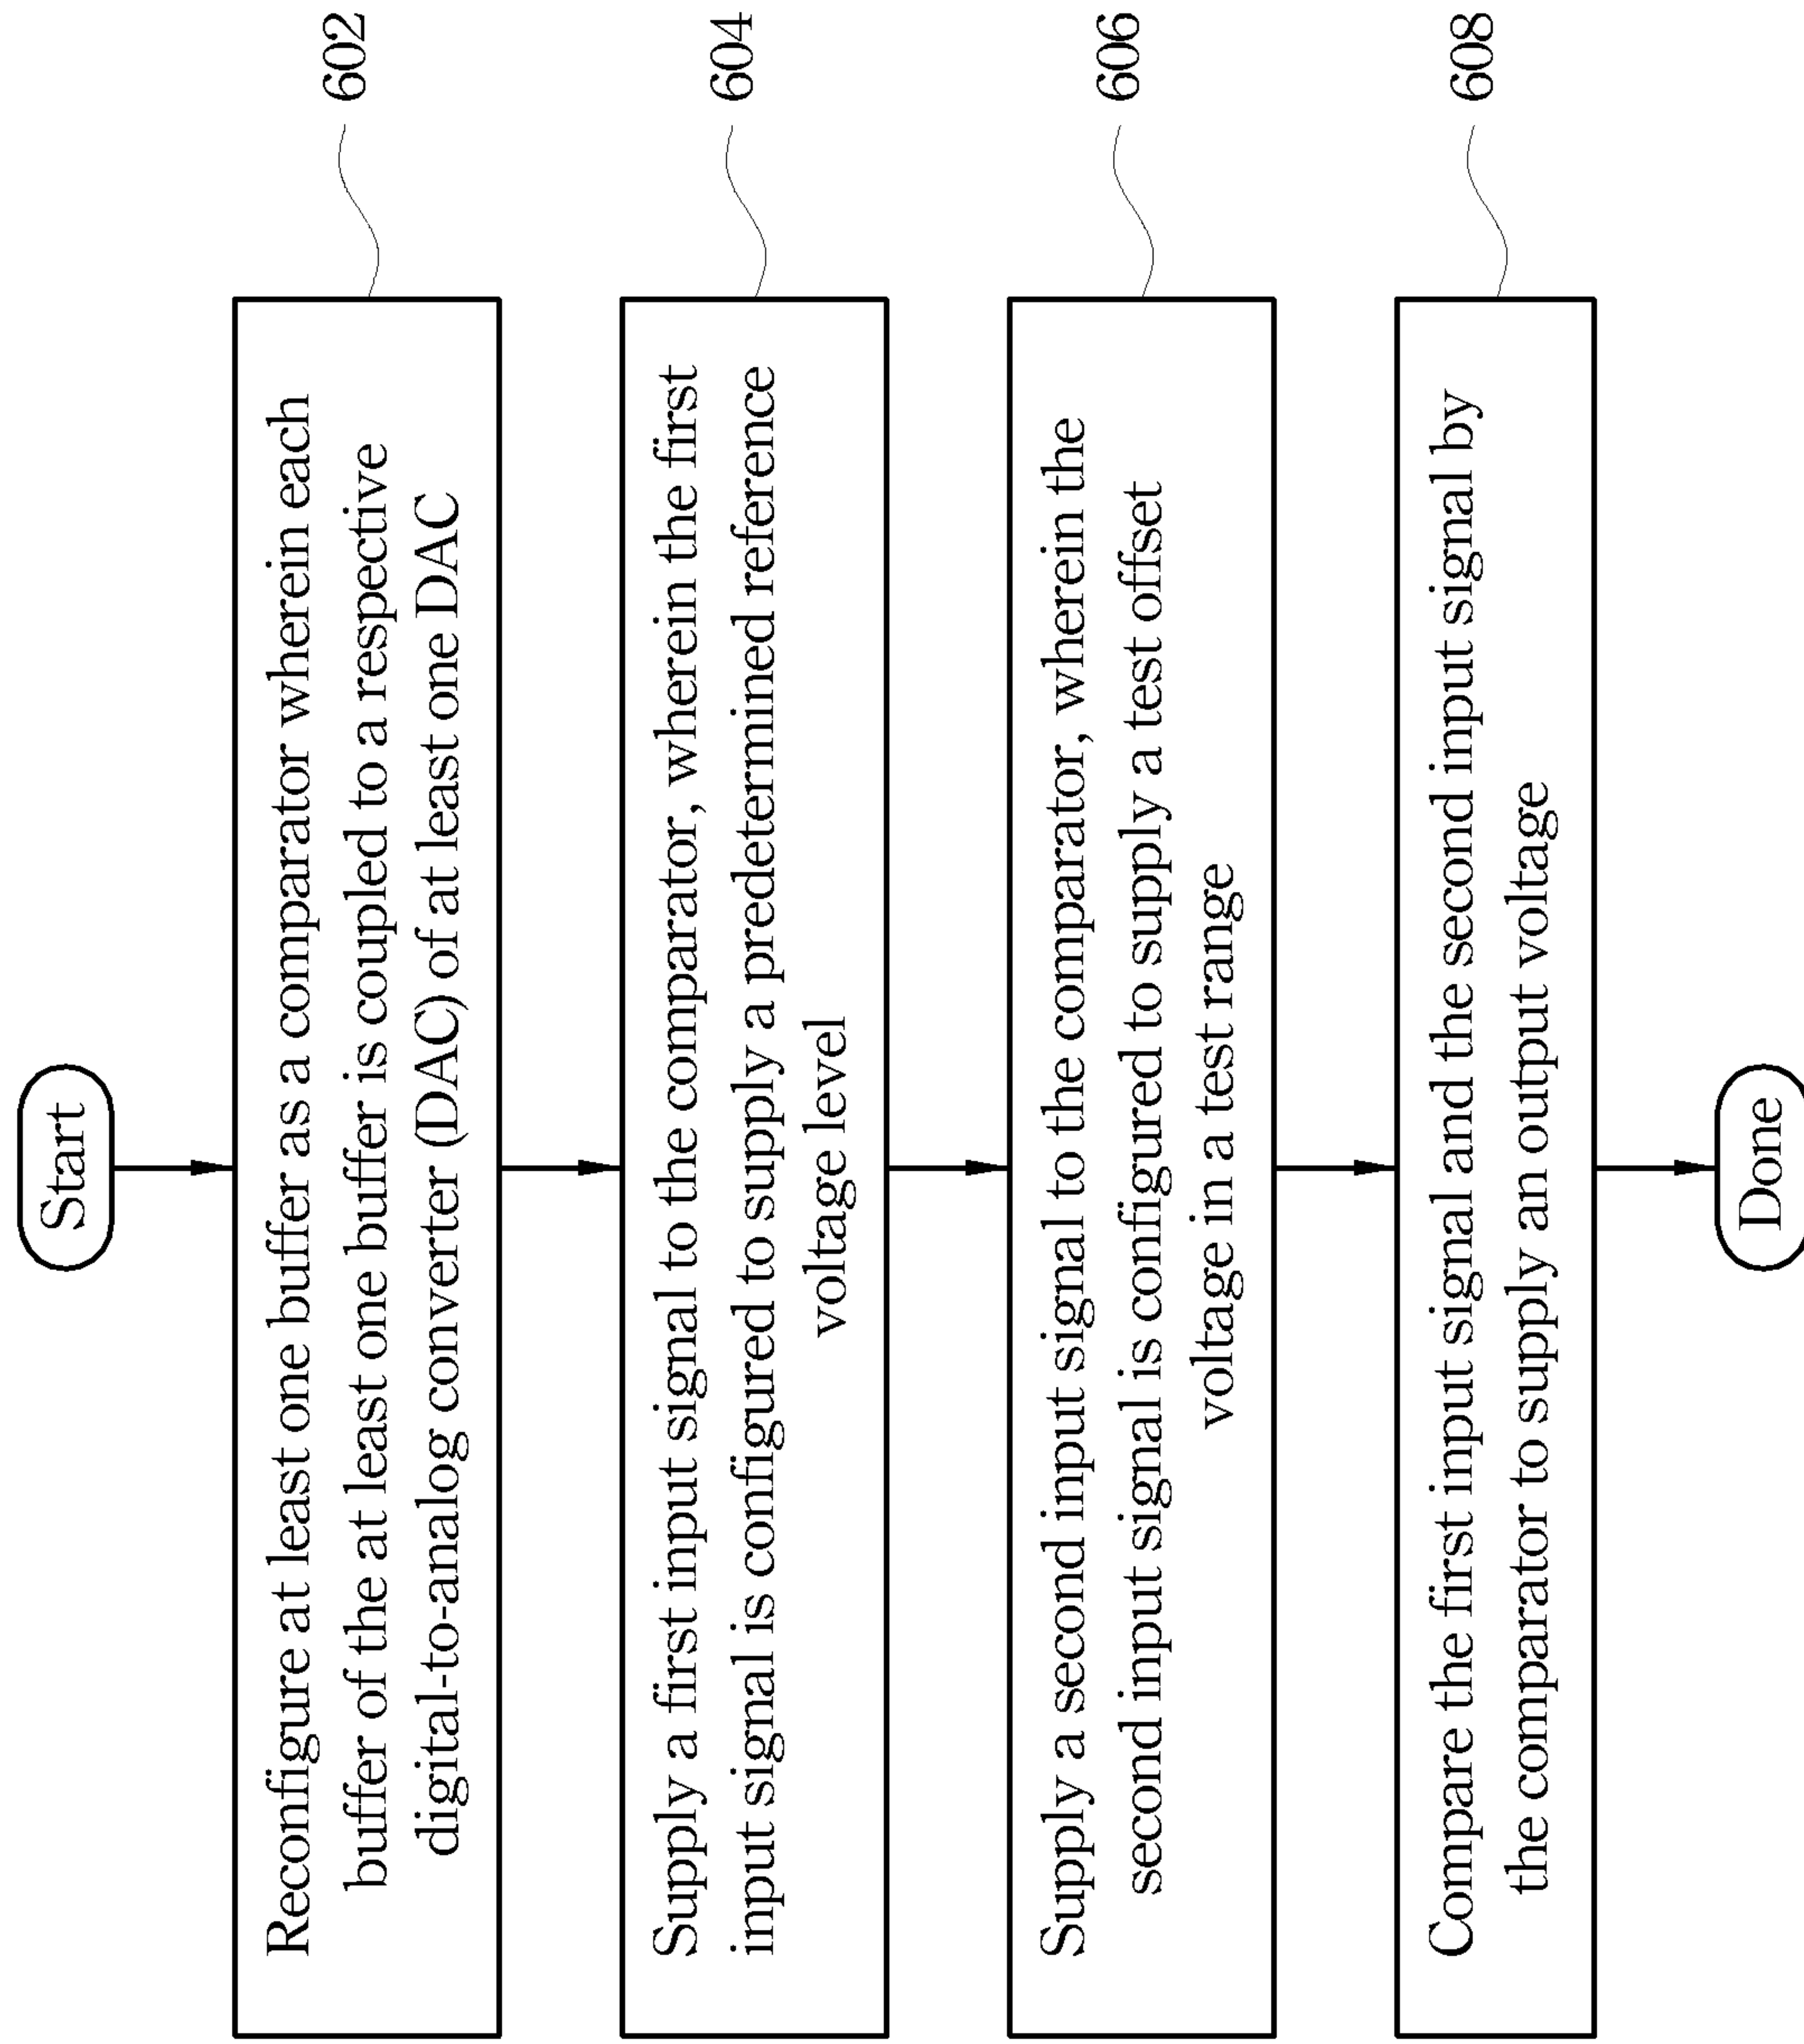 Start
Reconfigure at least one buffer as a comparator wherein each
buffer of the at least one buffer is coupled to a respective
digital-to-analog converter (DAC) of at least one DAC
602
Supply a first input signal to the comparator, wherein the first
input signal is configured to supply a predetermined reference
voltage level
604
Supply a second input signal to the comparator, wherein the
second input signal is configured to supply a test offset
voltage in a test range
606
Compare the first input signal and the second input signal by
the comparator to supply an output voltage
608
Done